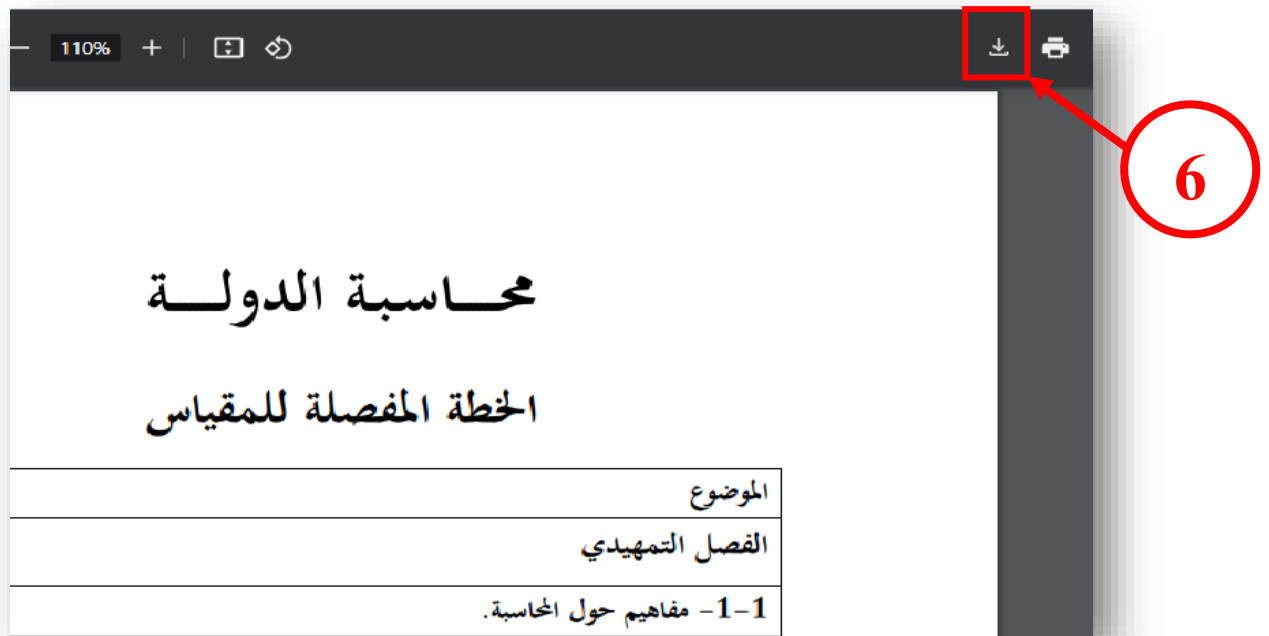 110%
6
محـــاسبة الدولـــة
الخطة المفصلة للمقياس
الموضوع
الفصل التمهيدي
1-1- مفاهيم حول المحاسبة.